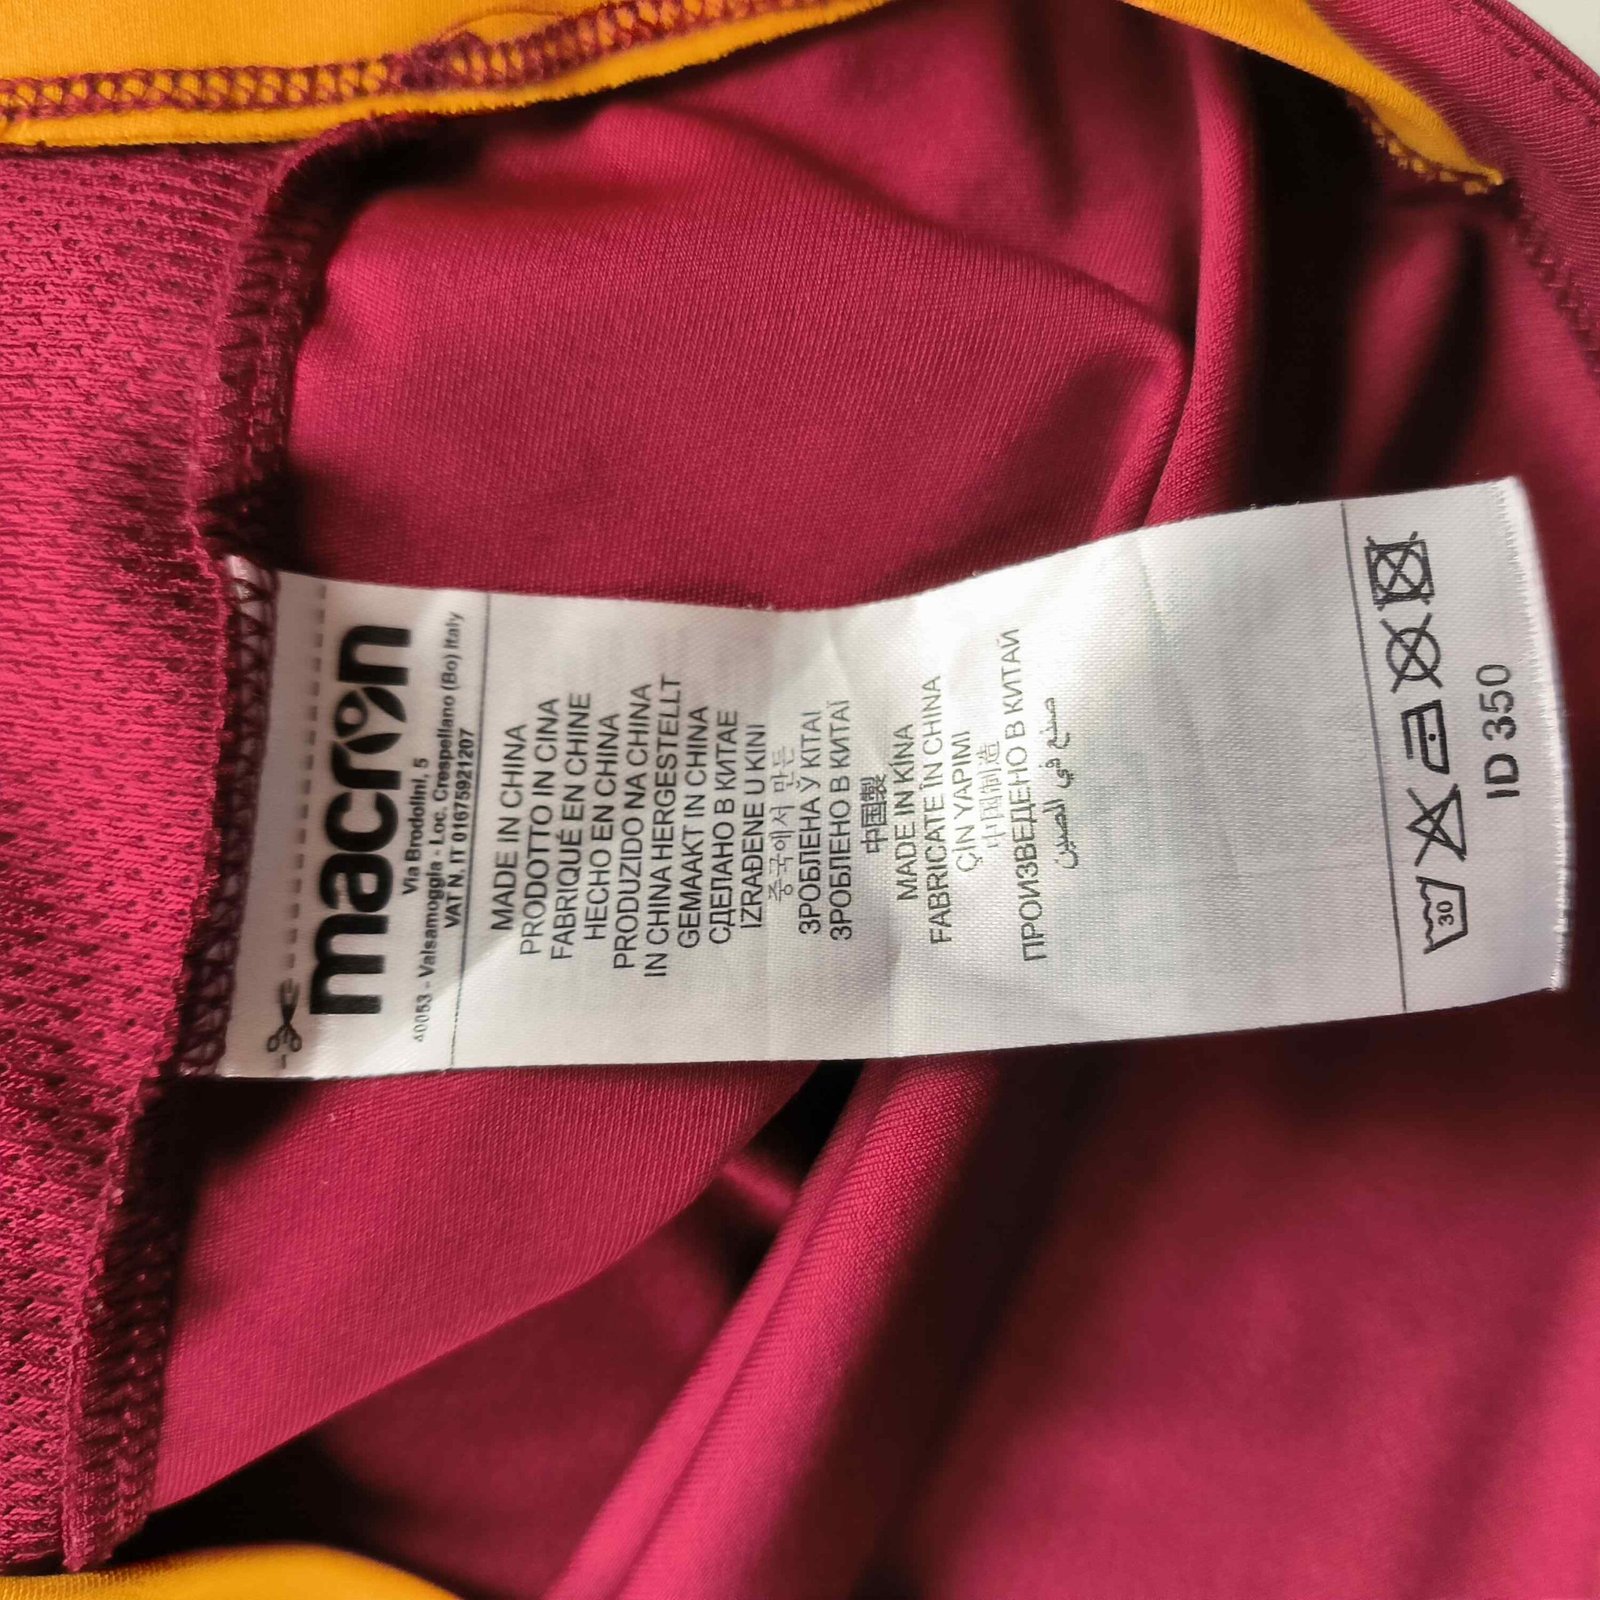 macron
Via Brodolini, 5
40053 - Valsamoggia - Loc. Crespellano (Bo) Italy
VAT N. IT 01675921207
MADE IN CHINA
PRODOTTO IN CINA
FABRIQUÉ EN CHINE
HECHO EN CHINA
PRODUZIDO NA CHINA
IN CHINA HERGESTELLT
GEMAAKT IN CHINA
СДЕЛАНО В КИТАЕ
IZRAĐENE U KINI
중국에서 만든
ЗРОБЛЕНА Ў КІТАІ
ЗРОБЛЕНО В КИТАЇ
中国製
MADE IN KÍNA
FABRICATE ÎN CHINA
ÇIN YAPIMI
中国制造
ПРОИЗВЕДЕНО В КИТАЙ
صنع في الصين
30
ID 350